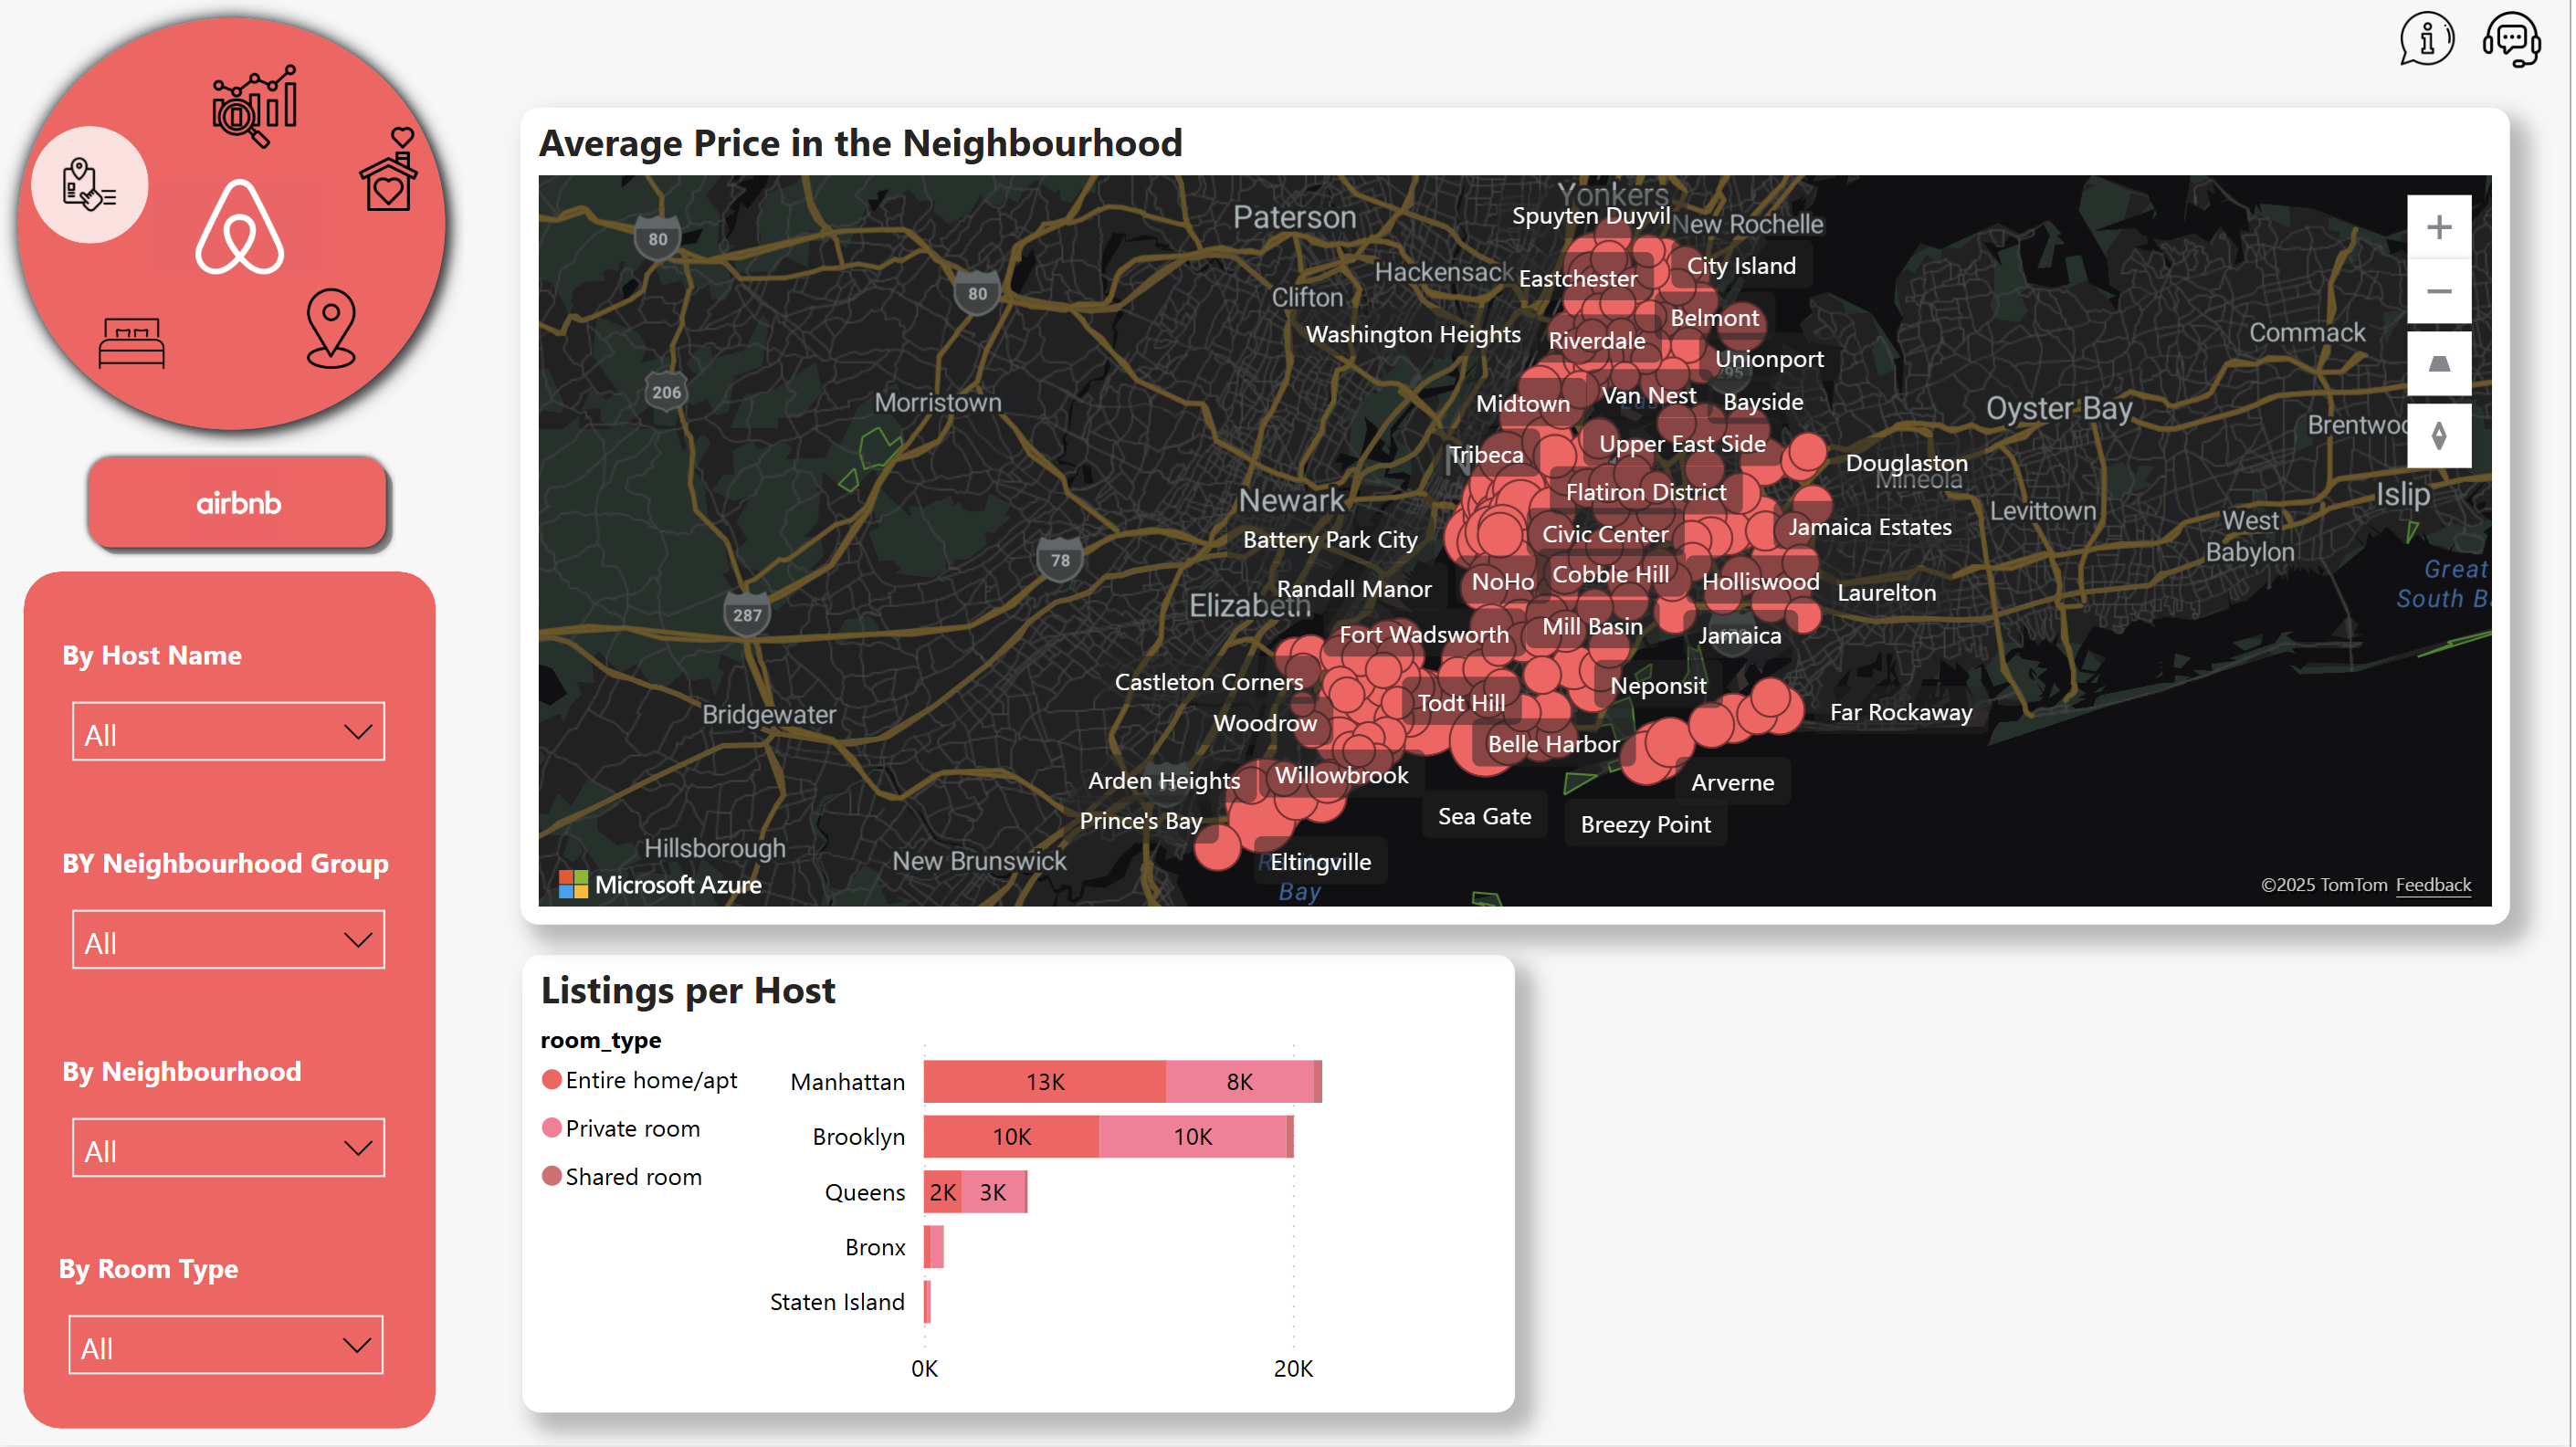 Average Price in the Neighbourhood
Yonkers
Spuyten Duyvil
New Rochelle
Paterson
City Island
Hackensack
Eastchester
80
80
Clifton
Belmont
Washington Heights
Riverdale
Commack
Unionport
295
206
Morristown
Midtown
Van Nest
Bayside
Oyster Bay
Upper East Side
Tribeca
Douglaston
Mineola
Newark
Flatiron District
Levittown
Islip
Battery Park City
Civic Center
Jamaica Estates
West
Babylon
78
Randall Manor
NoHo
Cobble Hill
Holliswood
Laurelton
Great
South
Elizabeth
287
Fort Wadsworth
Mill Basin
Jamaica
Castleton Corners
Todt Hill
Neponsit
Bridgewater
Woodrow
Far Rockaway
Belle Harbor
Arden Heights
Willowbrook
Arverne
Prince's Bay
Sea Gate
Breezy Point
Hillsborough
New Brunswick
Eltingville
Bay
Microsoft Azure
©2025 TomTom Feedback
airbnb
By Host Name
All
BY Neighbourhood Group
All
By Neighbourhood
All
By Room Type
All
Listings per Host
room_type
Entire home/apt
Private room
Shared room
Manhattan
13K
8K
Brooklyn
10K
10K
Queens
2K
3K
Bronx
Staten Island
0K
20K